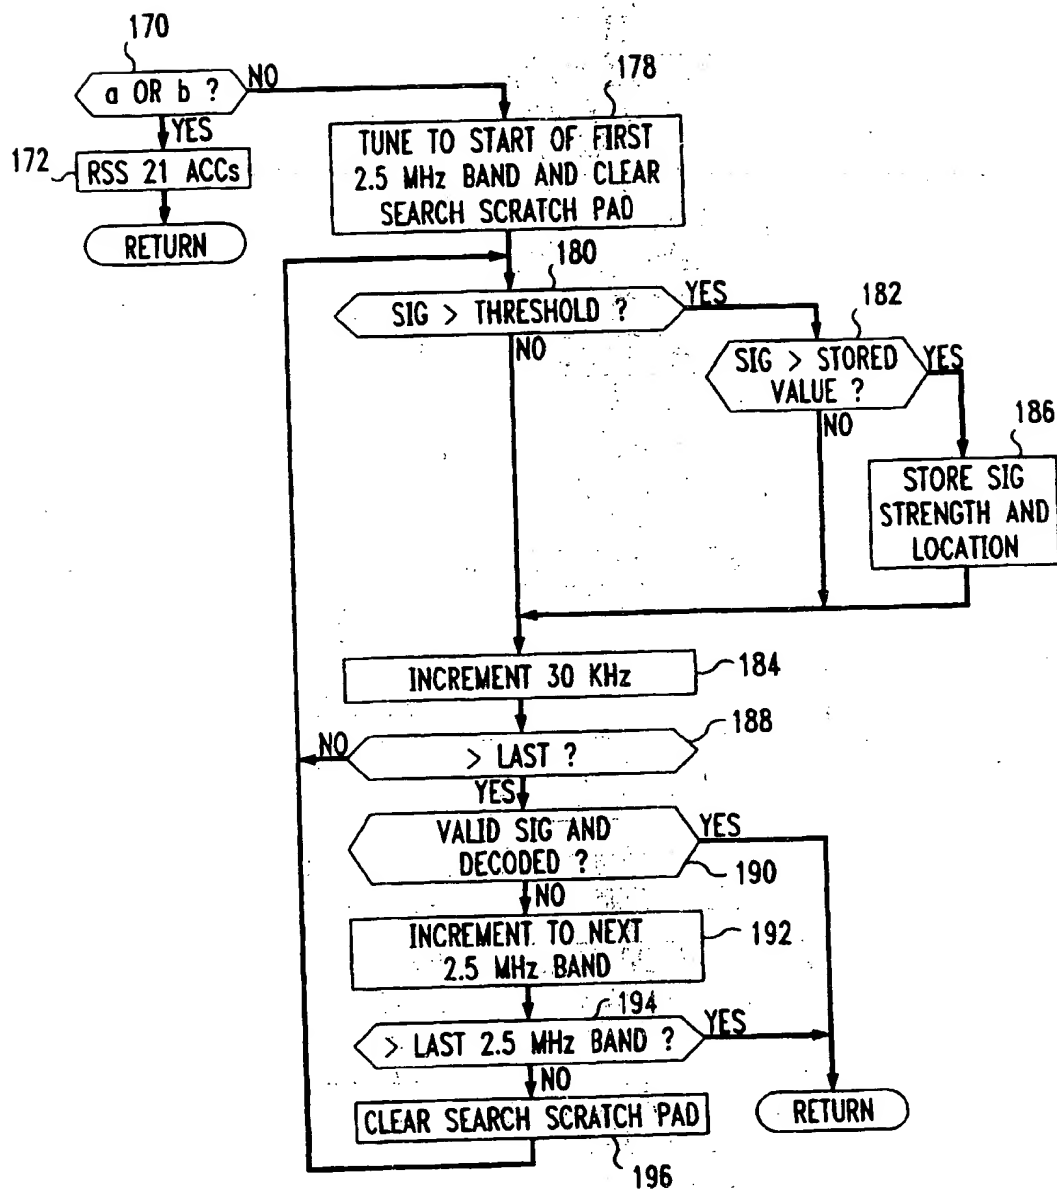 170
a OR b ?
NO
YES
172
RSS 21 ACCs
RETURN
178
TUNE TO START OF FIRST
2.5 MHz BAND AND CLEAR
SEARCH SCRATCH PAD
180
SIG > THRESHOLD ?
YES
NO
182
SIG > STORED
VALUE ?
YES
NO
186
STORE SIG
STRENGTH AND
LOCATION
INCREMENT 30 KHz
184
188
NO
> LAST ?
YES
VALID SIG AND
DECODED ?
YES
190
NO
INCREMENT TO NEXT
2.5 MHz BAND
192
194
> LAST 2.5 MHz BAND ?
YES
NO
CLEAR SEARCH SCRATCH PAD
RETURN
196